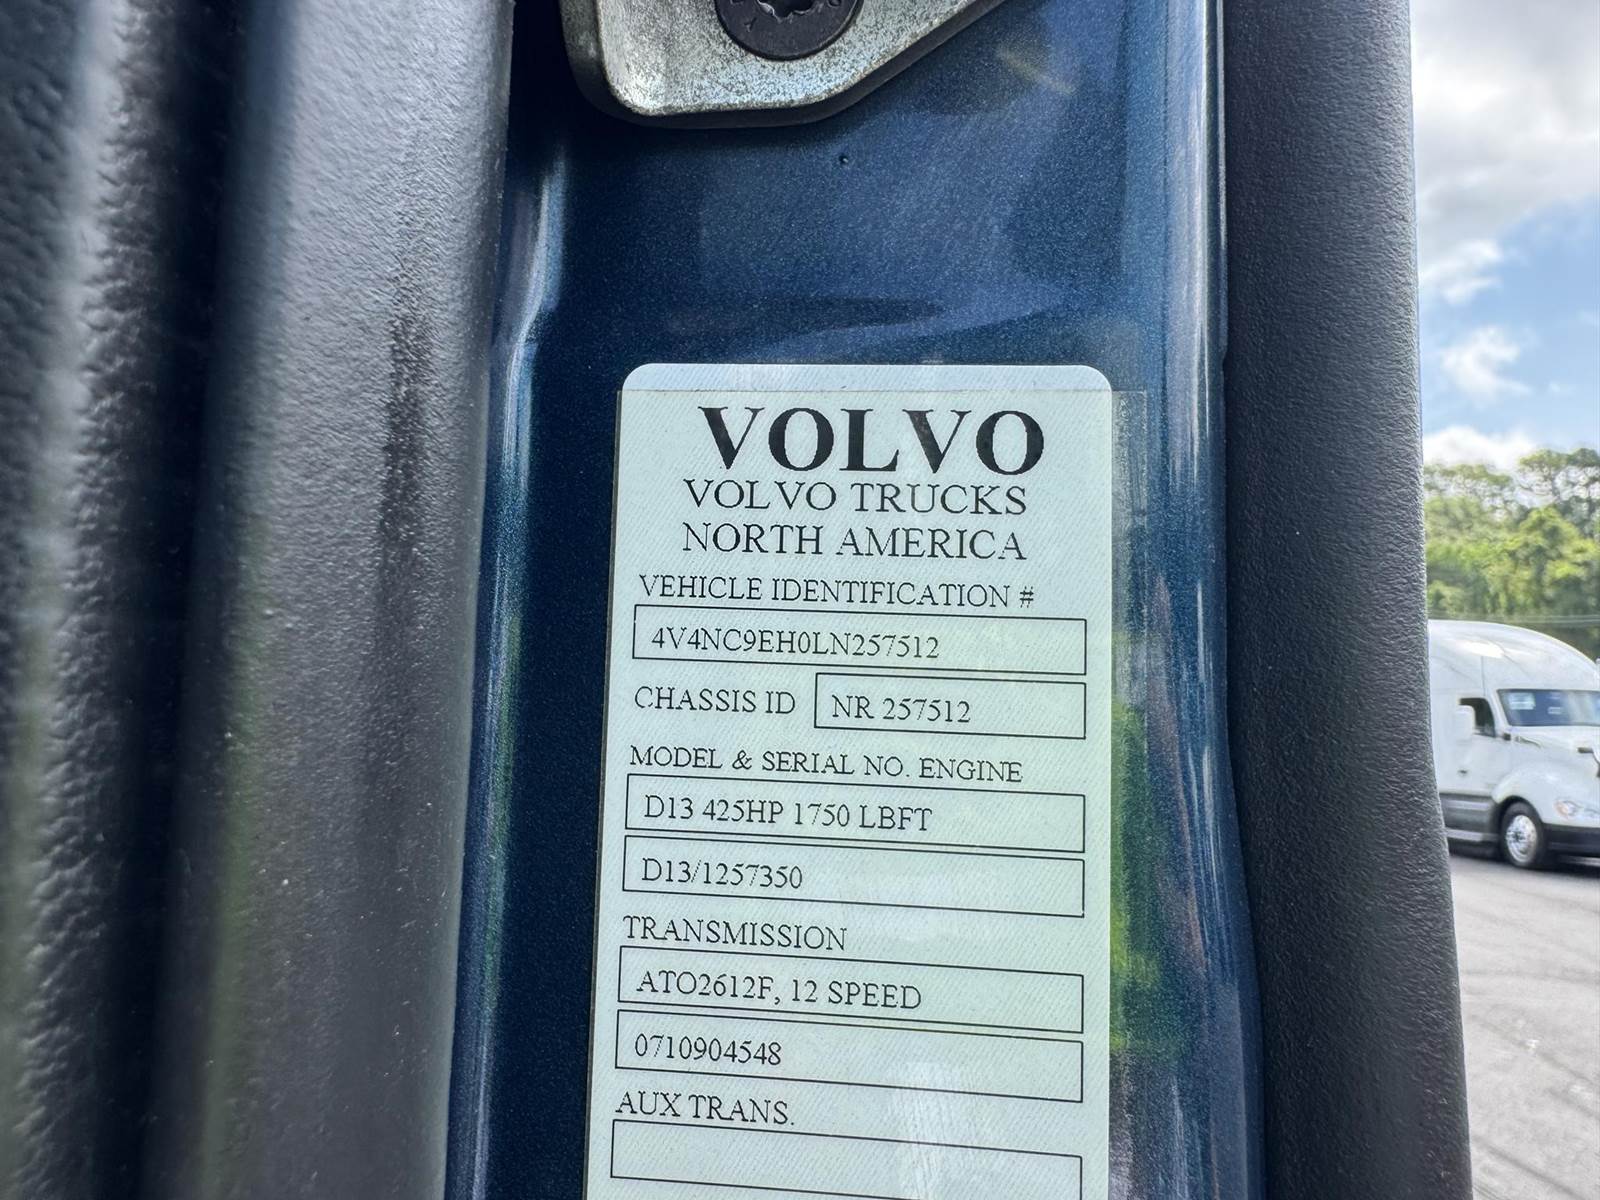 VOLVO
VOLVO TRUCKS
NORTH AMERICA
VEHICLE IDENTIFICATION #
4V4NC9EH0LN257512
CHASSIS ID NR 257512
MODEL & SERIAL NO. ENGINE
D13 425HP 1750 LBFT
D13/1257350
TRANSMISSION
ATO2612F, 12 SPEED
0710904548
AUX TRANS.